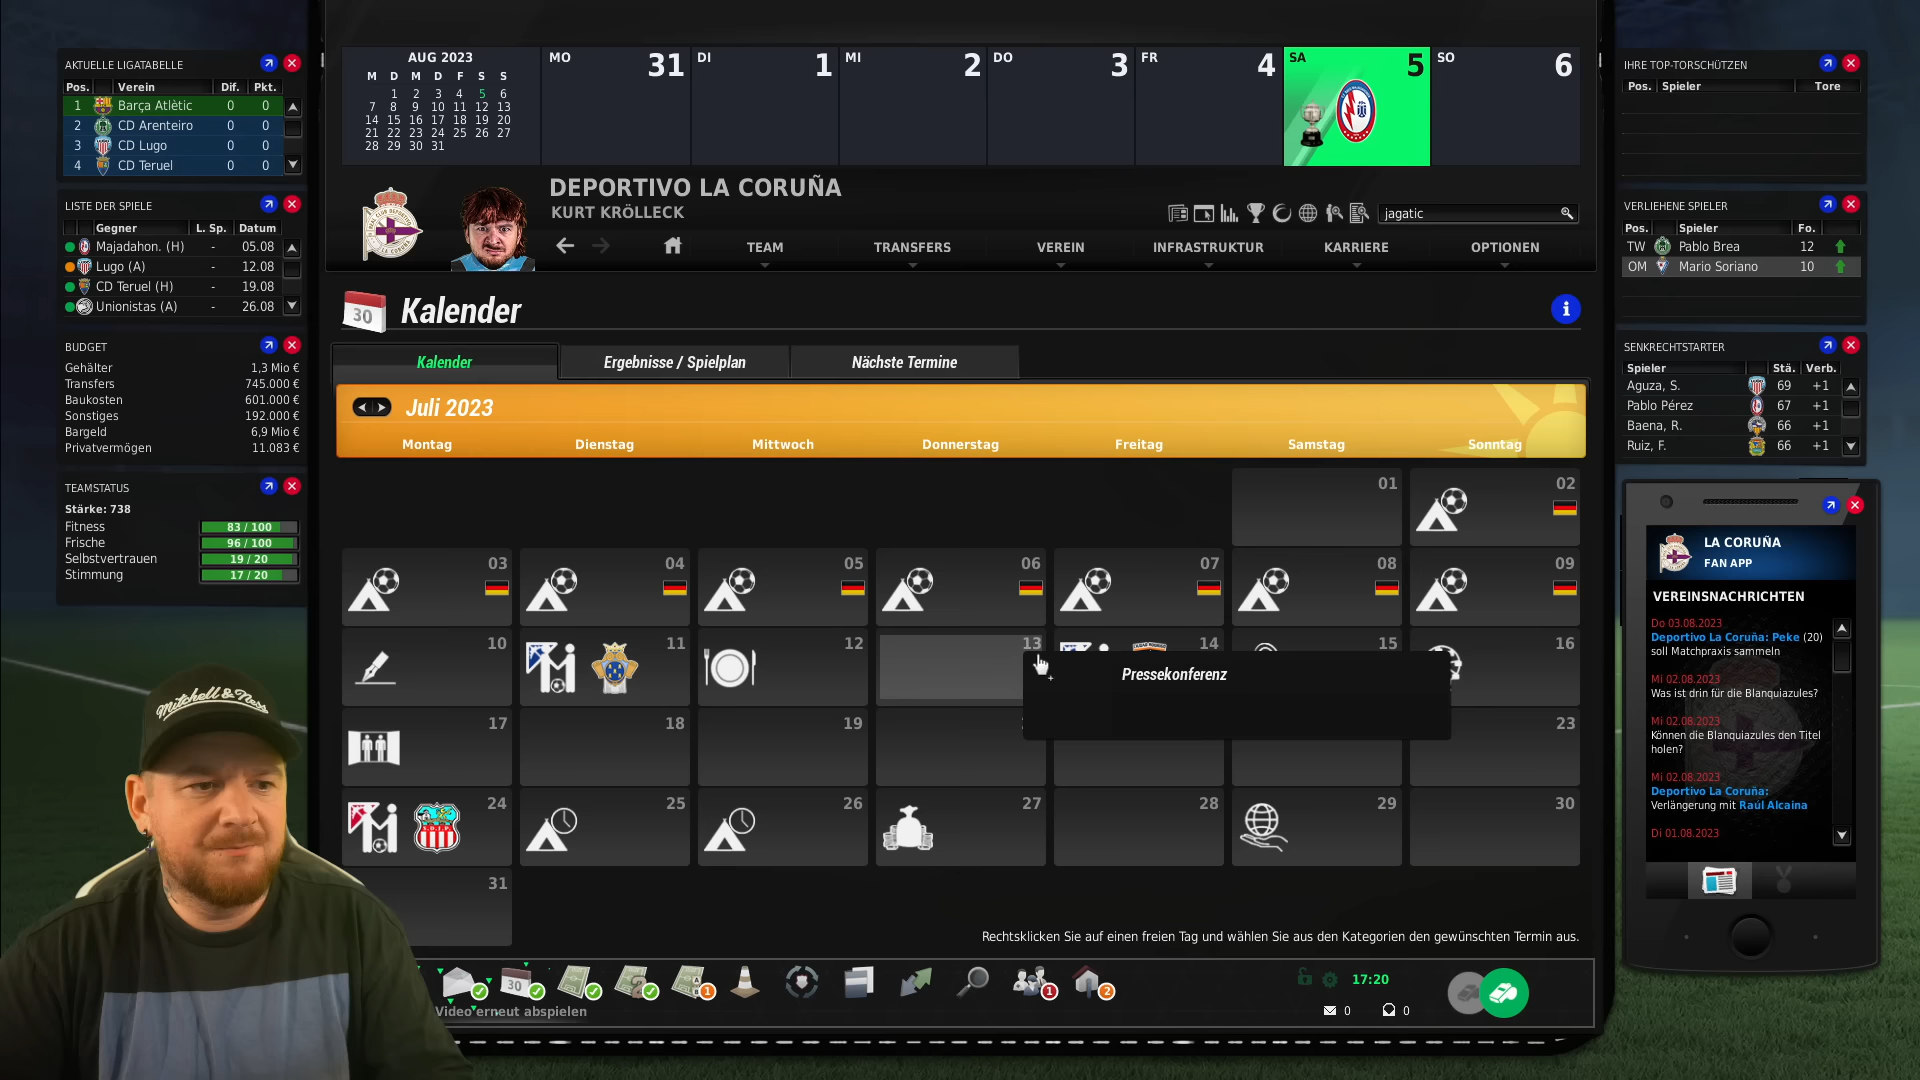 AKTUELLE LIGATABELLE
Pos. Verein Dif. Pkt.
1 Barça Atlètic 0 0
2 CD Arenteiro 0 0
3 CD Lugo 0 0
4 CD Teruel 0 0
LISTE DER SPIELE
Gegner L. Sp. Datum
Majadahon. (H) - 05.08
Lugo (A) - 12.08
CD Teruel (H) - 19.08
Unionistas (A) - 26.08
BUDGET
Gehälter 1,3 Mio €
Transfers 745.000 €
Baukosten 601.000 €
Sonstiges 192.000 €
Bargeld 6,9 Mio €
Privatvermögen 11.083 €
TEAMSTATUS
Stärke: 738
Fitness 83 / 100
Frische 96 / 100
Selbstvertrauen 19 / 20
Stimmung 17 / 20
AUG 2023
M D M D F S S
1 2 3 4 5 6
7 8 9 10 11 12 13
14 15 16 17 18 19 20
21 22 23 24 25 26 27
28 29 30 31
MO 31 DI 1 MI 2 DO 3 FR 4 SA 5 SO 6
DEPORTIVO LA CORUÑA
KURT KRÖLLECK
jagatic
TEAM TRANSFERS VEREIN INFRASTRUKTUR KARRIERE OPTIONEN
30 Kalender
Kalender Ergebnisse / Spielplan Nächste Termine
Juli 2023
Montag Dienstag Mittwoch Donnerstag Freitag Samstag Sonntag
01 02
03 04 05 06 07 08 09
10 11 12 13 14 15 16
Pressekonferenz
17 18 19 23
24 25 26 27 28 29 30
31
Rechtsklicken Sie auf einen freien Tag und wählen Sie aus den Kategorien den gewünschten Termin aus.
30 1 1 2
17:20
Video erneut abspielen
0 0
IHRE TOP-TORSCHÜTZEN
Pos. Spieler Tore
VERLIEHENE SPIELER
Pos. Spieler Fo.
TW Pablo Brea 12
OM Mario Soriano 10
SENKRECHTSTARTER
Spieler Stä. Verb.
Aguza, S. 69 +1
Pablo Pérez 67 +1
Baena, R. 66 +1
Ruiz, F. 66 +1
LA CORUÑA
FAN APP
VEREINSNACHRICHTEN
Do 03.08.2023
Deportivo La Coruña: Peke (20)
soll Matchpraxis sammeln
Mi 02.08.2023
Was ist drin für die Blanquiazules?
Mi 02.08.2023
Können die Blanquiazules den Titel
holen?
Mi 02.08.2023
Deportivo La Coruña:
Verlängerung mit Raúl Alcaina
Di 01.08.2023
Mitchell & Ness